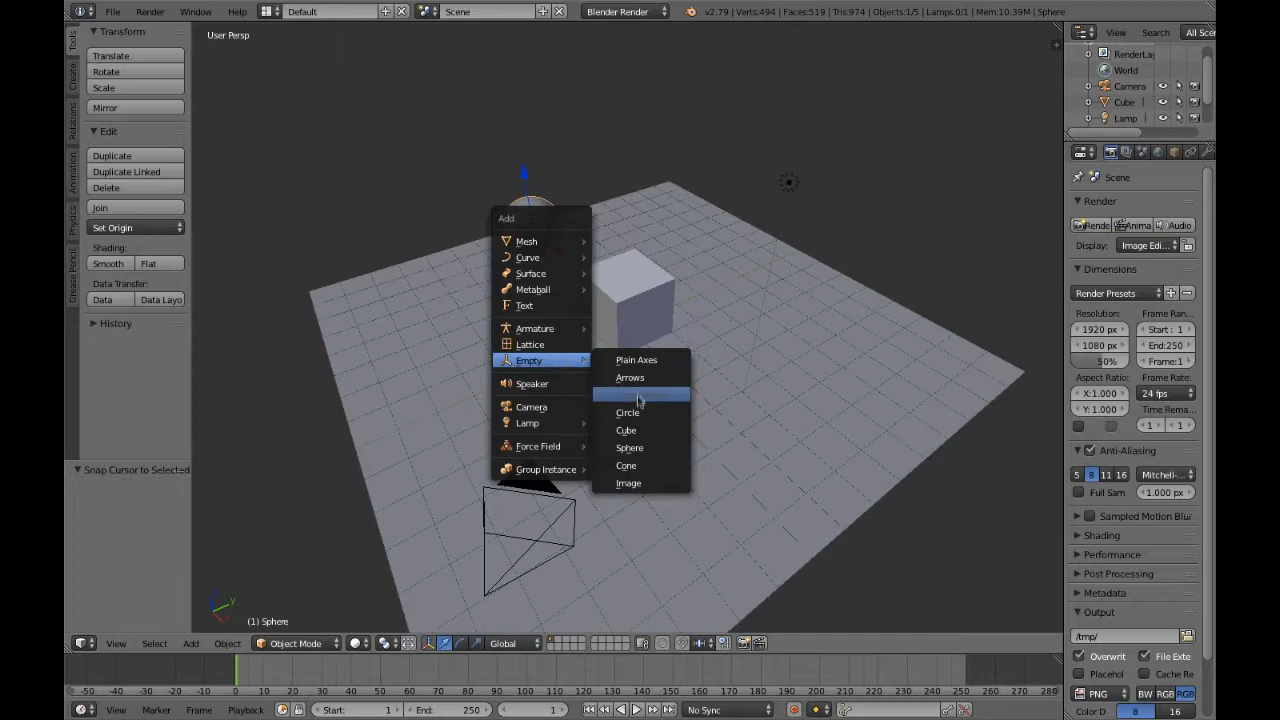 File Render Window Help Default Scene Blender Render v2.79 | Verts:494 | Faces:519 | Tris:974 | Objects:1/5 | Lamps:0/1 | Mem:10.39M | Sphere
Tools
Create
Relations
Animation
Physics
Grease Pencil
Transform
Translate
Rotate
Scale
Mirror
Edit
Duplicate
Duplicate Linked
Delete
Join
Set Origin
Shading:
Smooth Flat
Data Transfer:
Data Data Layo
History
Snap Cursor to Selected
User Persp
Add
Mesh
Curve
Surface
Metaball
Text
Armature
Lattice
Empty
Speaker
Camera
Lamp
Force Field
Group Instance
Plain Axes
Arrows
Circle
Cube
Sphere
Cone
Image
(1) Sphere
View Select Add Object Object Mode Global
View Search All Sce
RenderLay
World
Camera
Cube
Lamp
Scene
Render
Rende Anima Audio
Display: Image Edi...
Dimensions
Render Presets
Resolution: Frame Ran
1920 px Start : 1
1080 px End:250
50% Frame:1
Aspect Ratio: Frame Rate:
X:1.000 24 fps
Y: 1.000 Time Rema
1 1
Anti-Aliasing
5 8 11 16 Mitchell-...
Full Sam 1.000 px
Sampled Motion Blur
Shading
Performance
Post Processing
Metadata
Output
/tmp/
Overwrit File Exte
Placehol Cache Re
PNG BW RGB RGB
Color D 8 16
-50 -40 -30 -20 -10 0 10 20 30 40 50 60 70 80 90 100 110 120 130 140 150 160 170 180 190 200 210 220 230 240 250 260 270 280
View Marker Frame Playback Start: 1 End: 250 1 No Sync